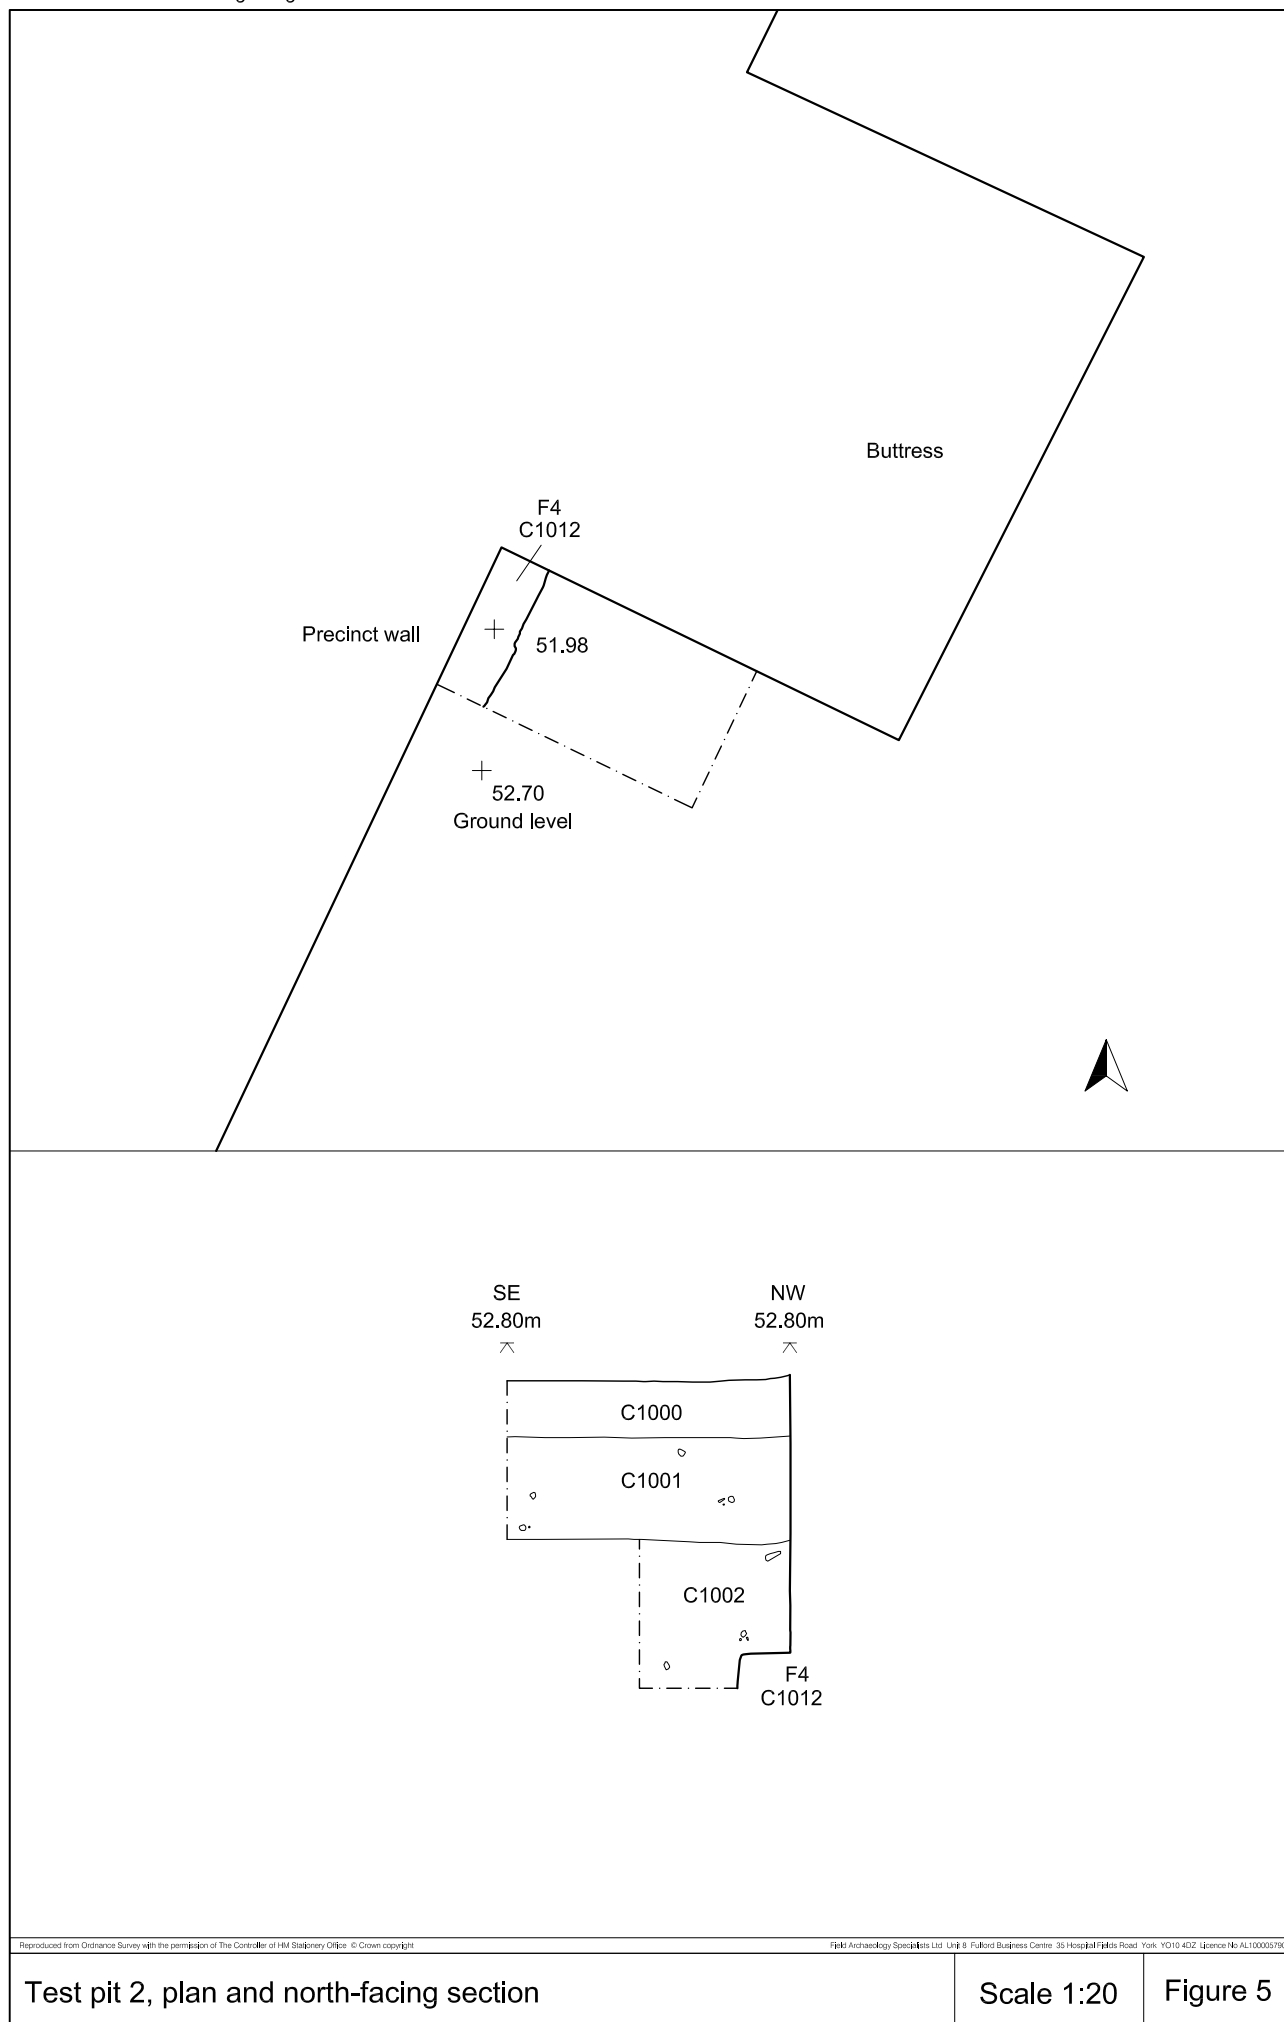 Buttress
F4
C1012
Precinct wall
51.98
52.70
Ground level
SE
NW
52.80m
52.80m
C1000
C1001
C1002
F4
C1012
Reproduced from Ordnance Survey with the permission of The Controller of HM Stationery Office © Crown copyright
Field Archaeology Specialists Ltd Unit 8 Fulford Business Centre 35 Hospital Fields Road York YO10 4DZ Licence No
Test pit 2, plan and north-facing section
Scale 1:20
Figure 5